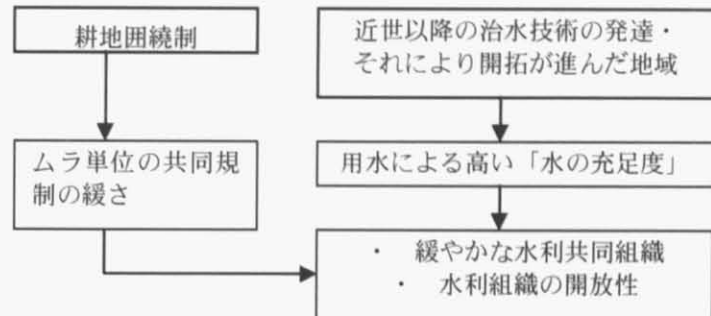 耕地囲繞制
近世以降の治水技術の発達・
それにより開拓が進んだ地域
ムラ単位の共同規
制の緩さ
用水による高い「水の充足度」
・ 緩やかな水利共同組織
・ 水利組織の開放性